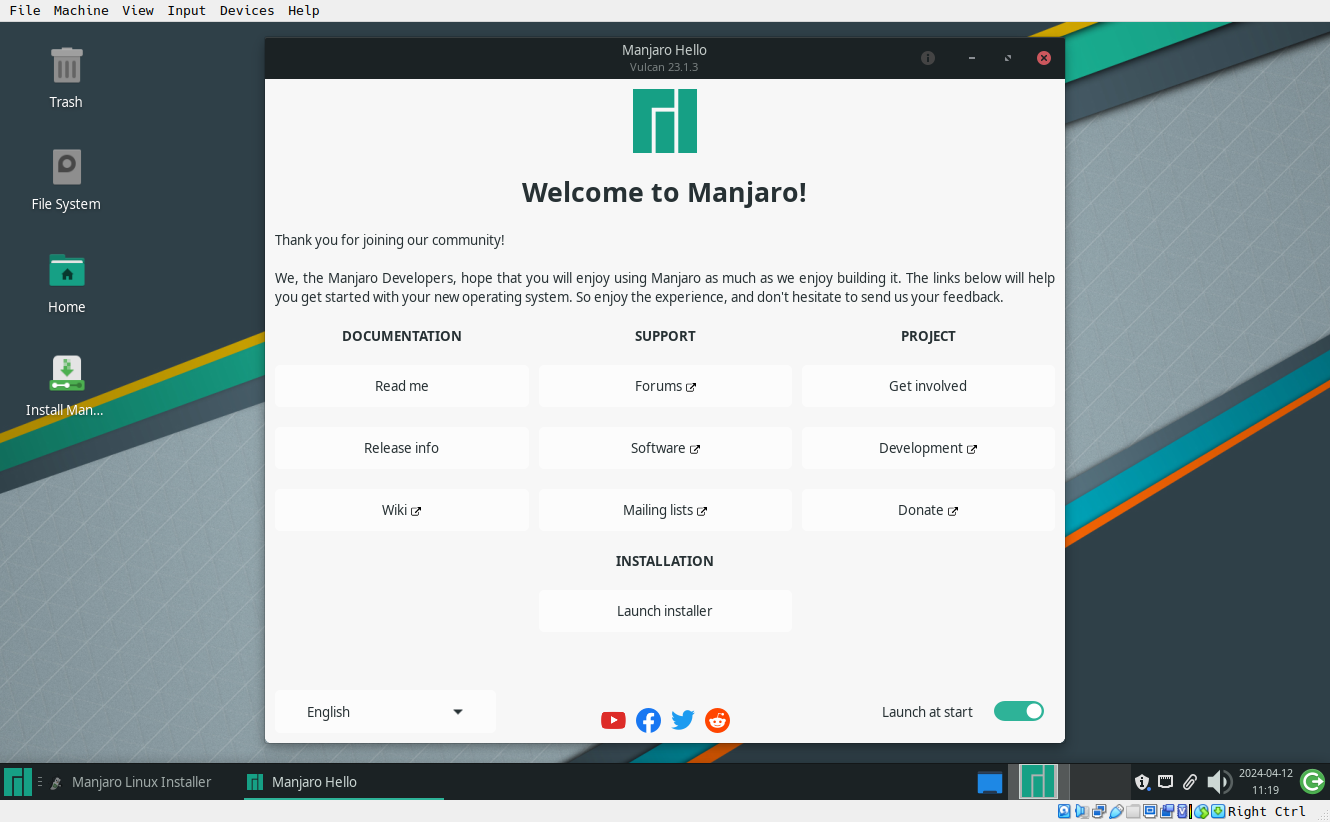 File Machine View Input Devices Help
Manjaro Hello
Vulcan 23.1.3
Trash
File System
Home
Install Man...
Welcome to Manjaro!
Thank you for joining our community!
We, the Manjaro Developers, hope that you will enjoy using Manjaro as much as we enjoy building it. The links below will help
you get started with your new operating system. So enjoy the experience, and don't hesitate to send us your feedback.
DOCUMENTATION SUPPORT PROJECT
Read me Forums Get involved
Release info Software Development
Wiki Mailing lists Donate
INSTALLATION
Launch installer
English Launch at start
Manjaro Linux Installer Manjaro Hello 2024-04-12
11:19
Right Ctrl